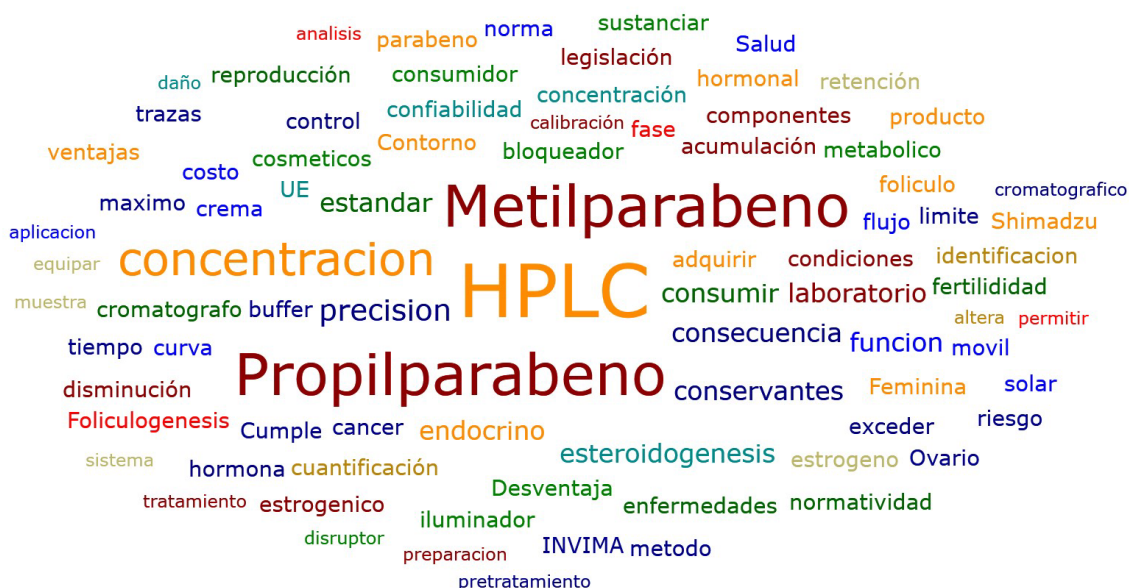 analisis parabeno norma sustanciar
legislación Salud
daño reproducción consumidor hormonal retención
trazas control confiabilidad concentración componentes producto
calibración fase
ventajas cosmeticos Contorno bloqueador acumulación metabolico
costo UE estandar Metilparabeno foliculo cromatografico
maximo crema flujo limite Shimadzu
aplicacion
equipar concentracion HPLC adquirir condiciones identificacion
muestra cromatografo buffer precision consumir laboratorio fertilididad
altera permitir
tiempo curva consecuencia funcion movil
disminución Propilparabeno conservantes Feminina solar
Foliculogenesis Cumple cancer endocrino exceder riesgo
sistema hormona cuantificación esteroidogenesis estrogeno Ovario
tratamiento estrogenico Desventaja enfermedades normatividad
disruptor iluminador
preparacion INVIMA metodo
pretratamiento